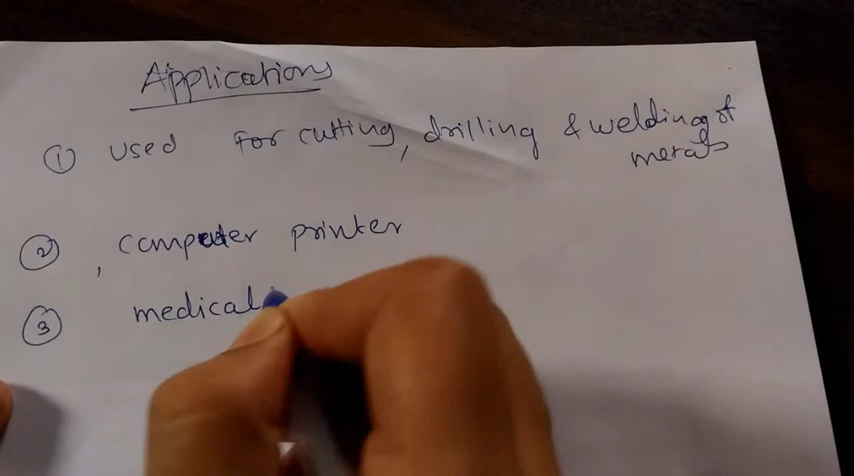 Applications
① used for cutting, drilling & welding of
metals
② , computer printer
③ medical